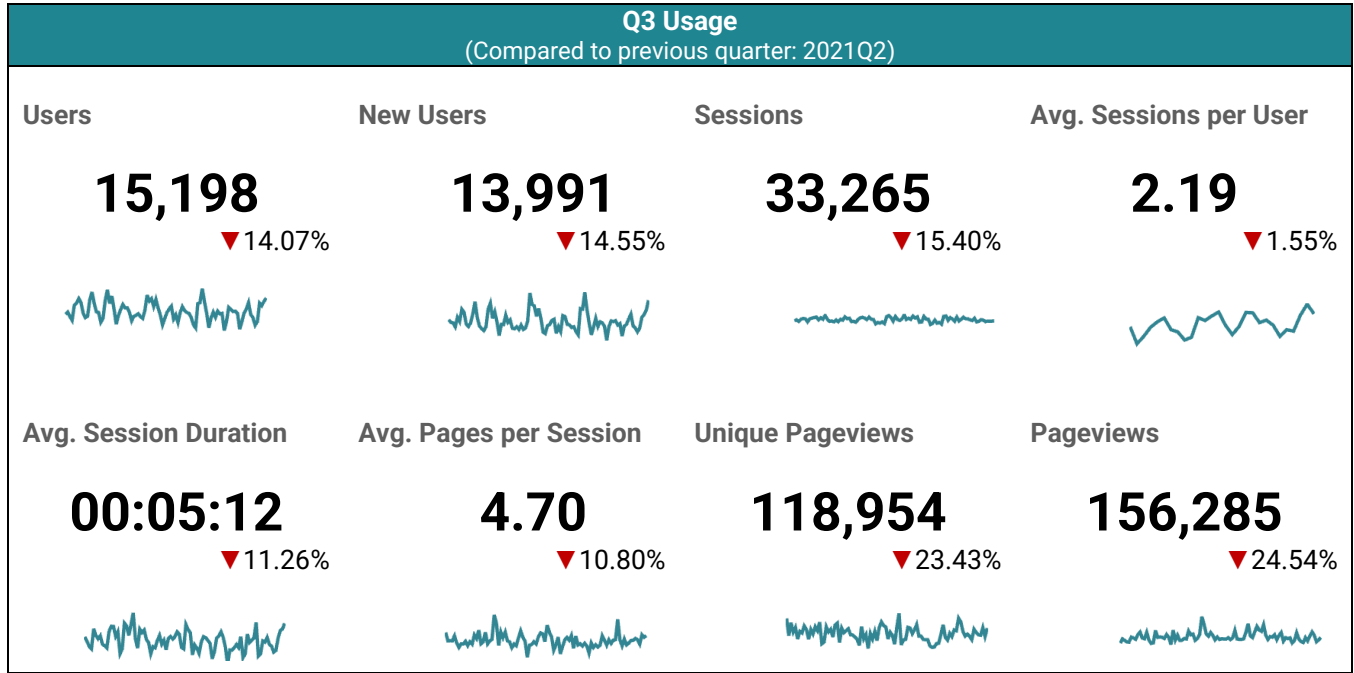 Q3 Usage
(Compared to previous quarter: 2021Q2)
Users
New Users
Sessions
Avg. Sessions per User
15,198
13,991
33,265
2.19
▼14.07%
▼14.55%
▼15.40%
▼1.55%
Avg. Session Duration
Avg. Pages per Session
Unique Pageviews
Pageviews
00:05:12
4.70
118,954
156,285
▼11.26%
▼10.80%
▼23.43%
▼24.54%